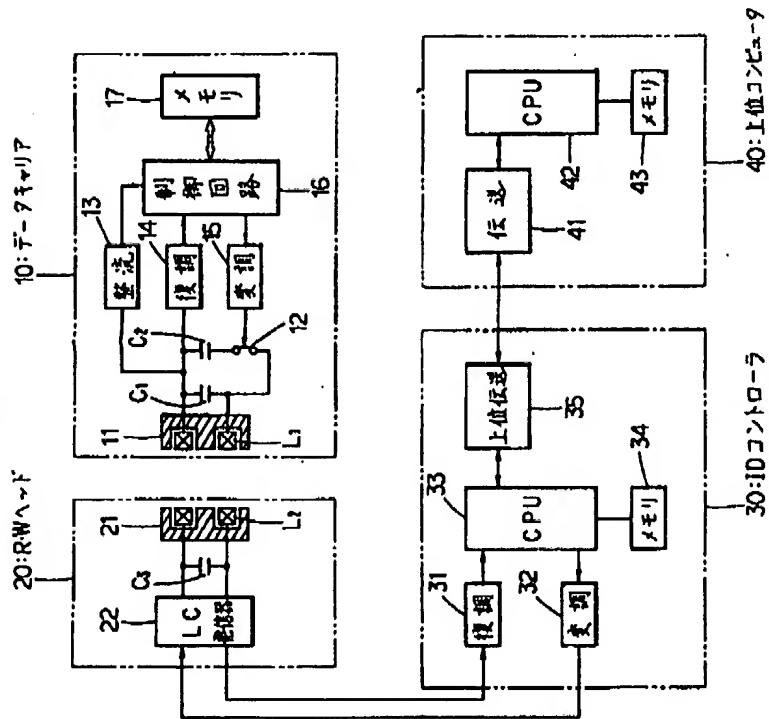 10:データキャリア
13
整流
14
復調
15
変調
制御回路
16
17
メモリ
C₁
C₂
12
11
L₁
20:R・Wヘッド
21
L₂
C₃
22
LC
発信器
30:IDコントローラ
31
復調
32
変調
33
CPU
34
メモリ
35
上位伝送
40:上位コンピュータ
41
伝送
42
CPU
43
メモリ